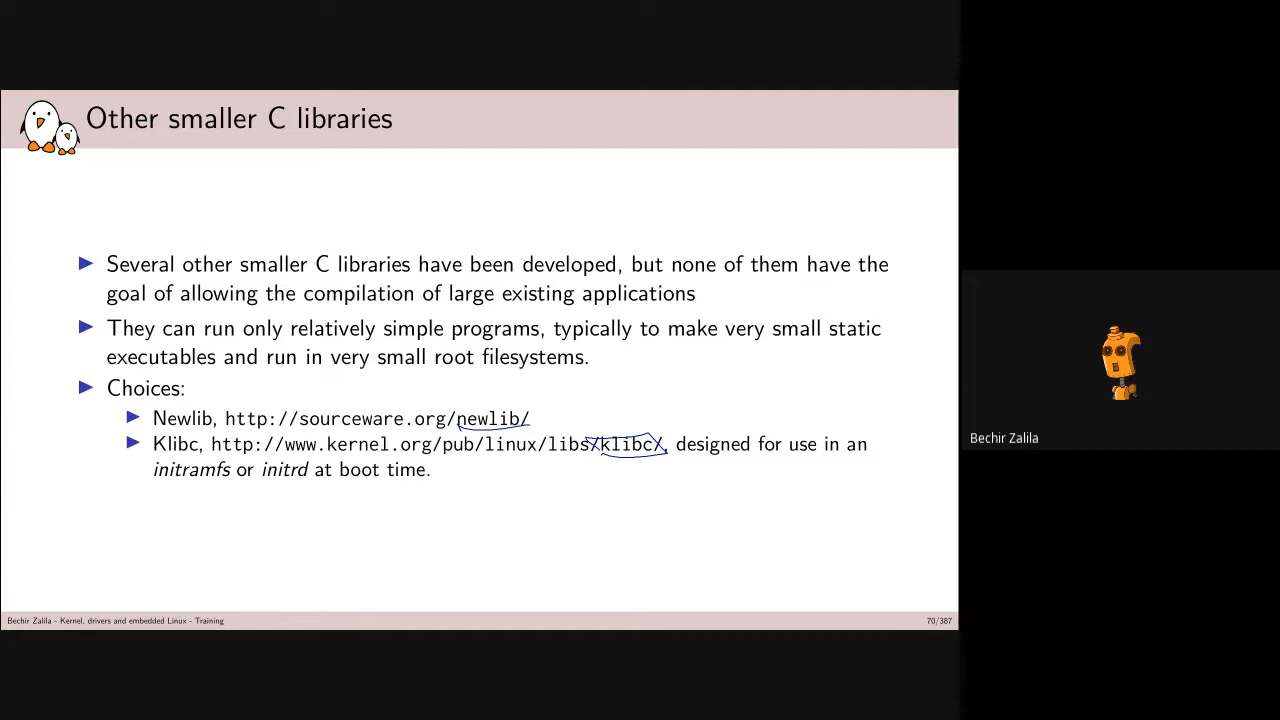 Other smaller C libraries
Several other smaller C libraries have been developed, but none of them have the
goal of allowing the compilation of large existing applications
They can run only relatively simple programs, typically to make very small static
executables and run in very small root filesystems.
Choices:
Newlib, http://sourceware.org/newlib/
Klibc, http://www.kernel.org/pub/linux/libs/klibc/, designed for use in an
initramfs or initrd at boot time.
Bechir Zalila - Kernel, drivers and embedded Linux - Training
70/387
Bechir Zalila